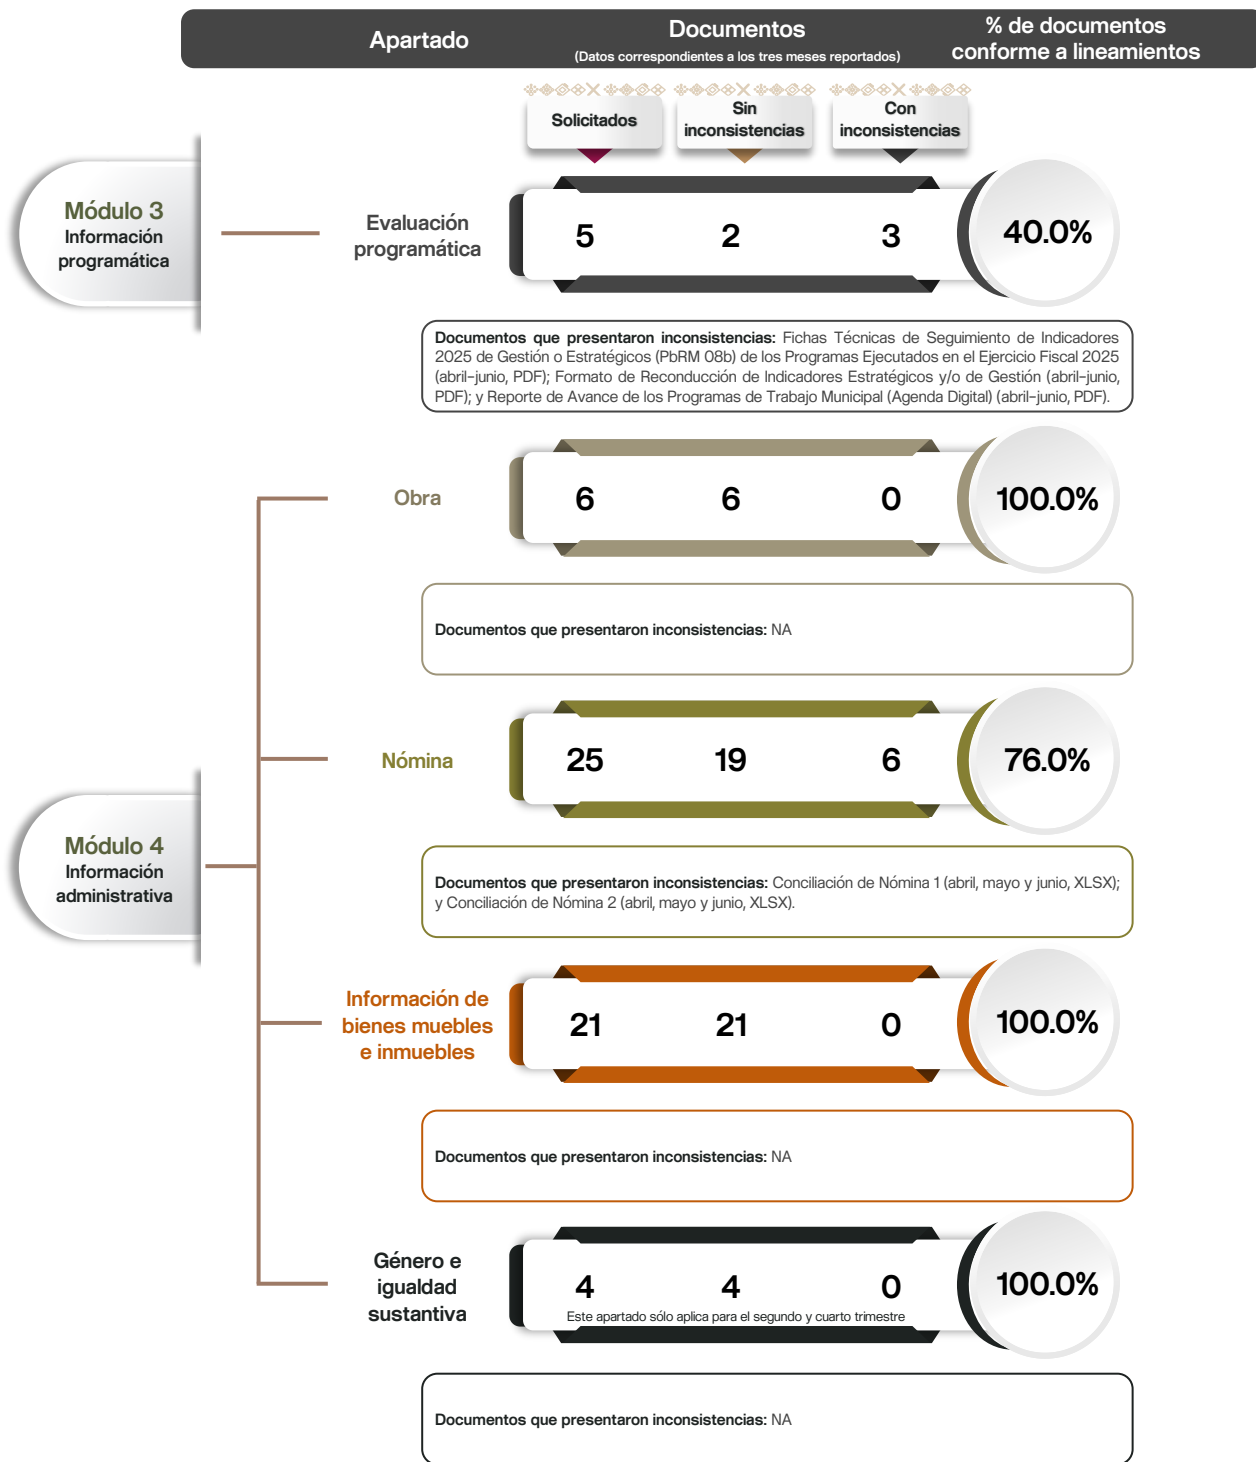 Apartado
Documentos
(Datos correspondientes a los tres meses reportados)
% de documentos
conforme a lineamientos
Solicitados
Sin
inconsistencias
Con
inconsistencias
Módulo 3
Información
programática
Evaluación
programática
5 2 3 40.0%
Documentos que presentaron inconsistencias: Fichas Técnicas de Seguimiento de Indicadores
2025 de Gestión o Estratégicos (PbRM 08b) de los Programas Ejecutados en el Ejercicio Fiscal 2025
(abril-junio, PDF); Formato de Reconducción de Indicadores Estratégicos y/o de Gestión (abril-junio,
PDF); y Reporte de Avance de los Programas de Trabajo Municipal (Agenda Digital) (abril-junio, PDF).
Obra
6 6 0 100.0%
Documentos que presentaron inconsistencias: NA
Nómina
25 19 6 76.0%
Módulo 4
Información
administrativa
Documentos que presentaron inconsistencias: Conciliación de Nómina 1 (abril, mayo y junio, XLSX);
y Conciliación de Nómina 2 (abril, mayo y junio, XLSX).
Información de
bienes muebles
e inmuebles
21 21 0 100.0%
Documentos que presentaron inconsistencias: NA
Género e
igualdad
sustantiva
4 4 0 100.0%
Este apartado sólo aplica para el segundo y cuarto trimestre
Documentos que presentaron inconsistencias: NA